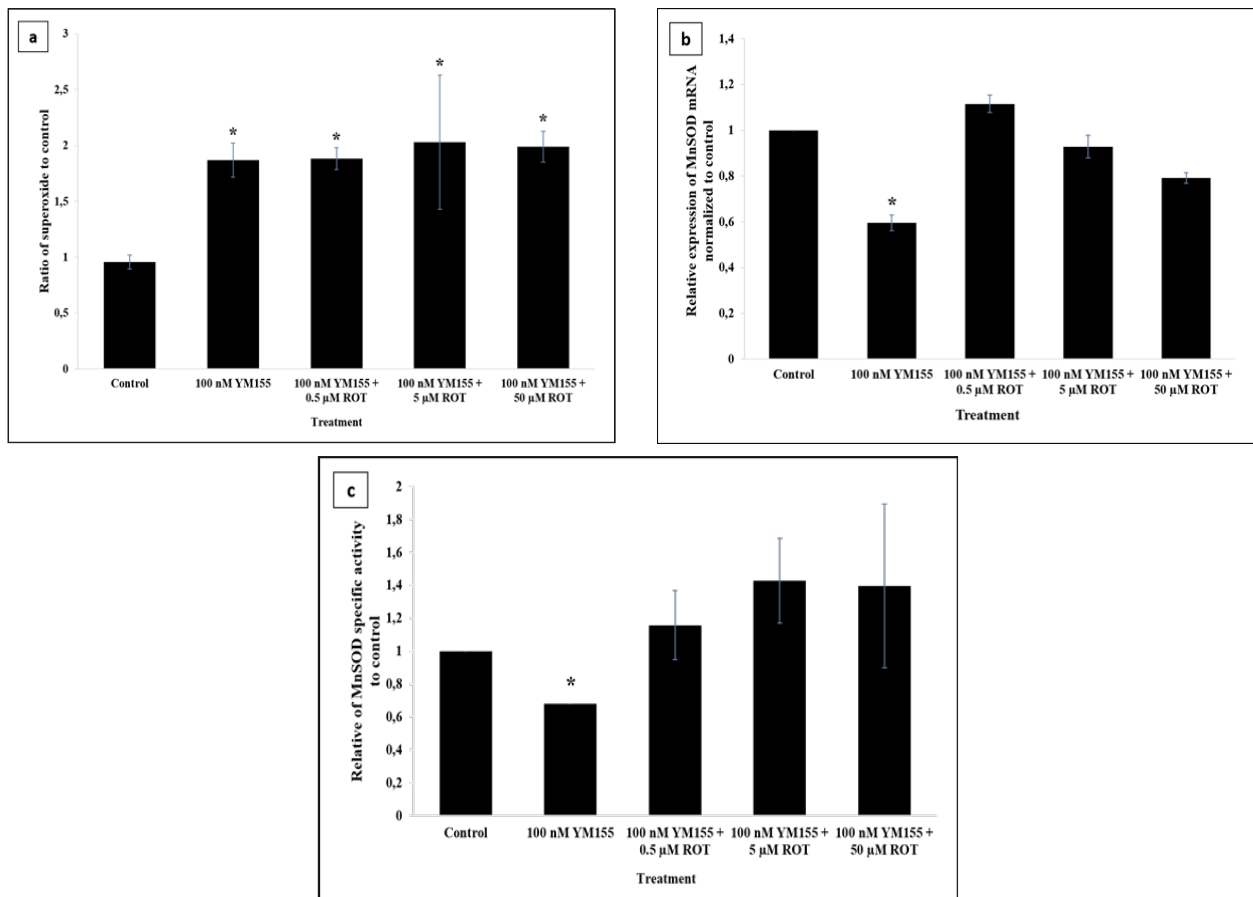 a
3
2,5
2
1,5
1
0,5
0
Ratio of superoxide to control
*
*
*
*
Control
100 nM YM155
100 nM YM155 +
0.5 µM ROT
100 nM YM155 +
5 µM ROT
100 nM YM155 +
50 µM ROT
Treatment
b
1,4
1,2
1
0,8
0,6
0,4
0,2
0
Relative expression of MnSOD mRNA
normalized to control
*
Control
100 nM YM155
100 nM YM155 +
0.5 µM ROT
100 nM YM155 +
5 µM ROT
100 nM YM155 +
50 µM ROT
Treatment
c
2
1,8
1,6
1,4
1,2
1
0,8
0,6
0,4
0,2
0
Relative of MnSOD specific activity
to control
*
Control
100 nM YM155
100 nM YM155 +
0.5 µM ROT
100 nM YM155 +
5 µM ROT
100 nM YM155 +
50 µM ROT
Treatment